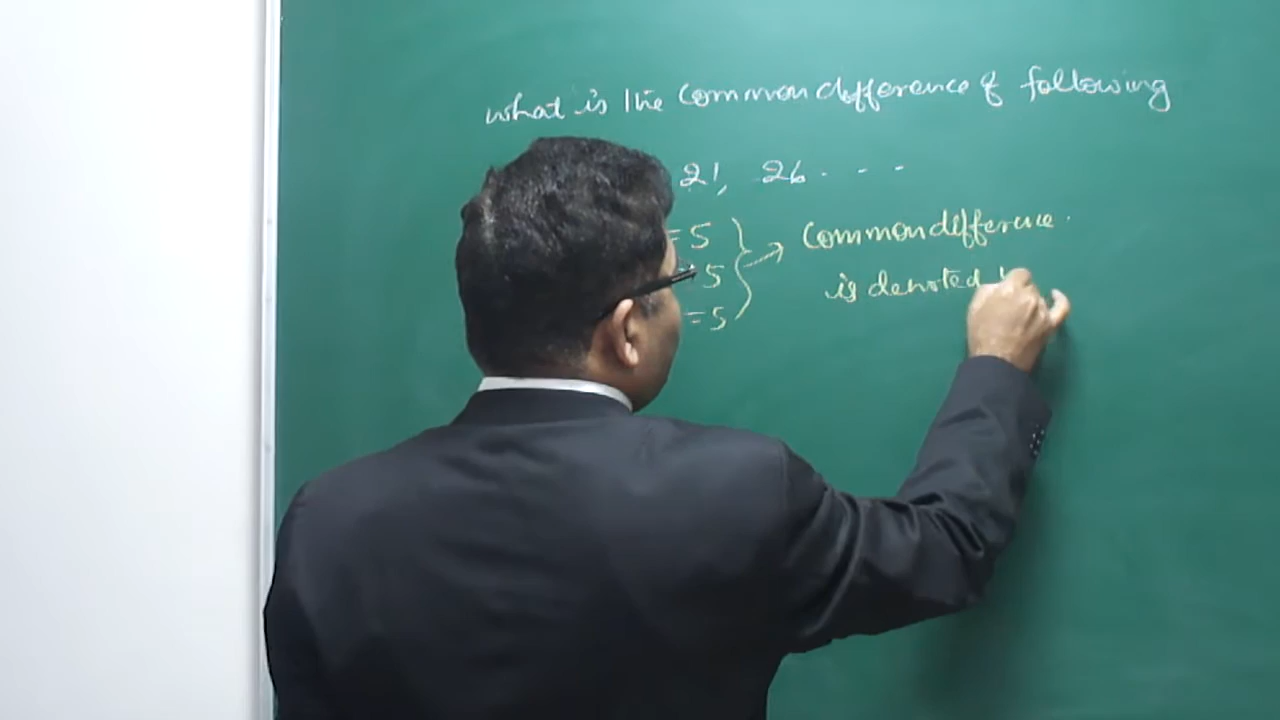 what is the common difference of following
21, 26 . - -
=5
=5 → common difference.
=5 is denoted